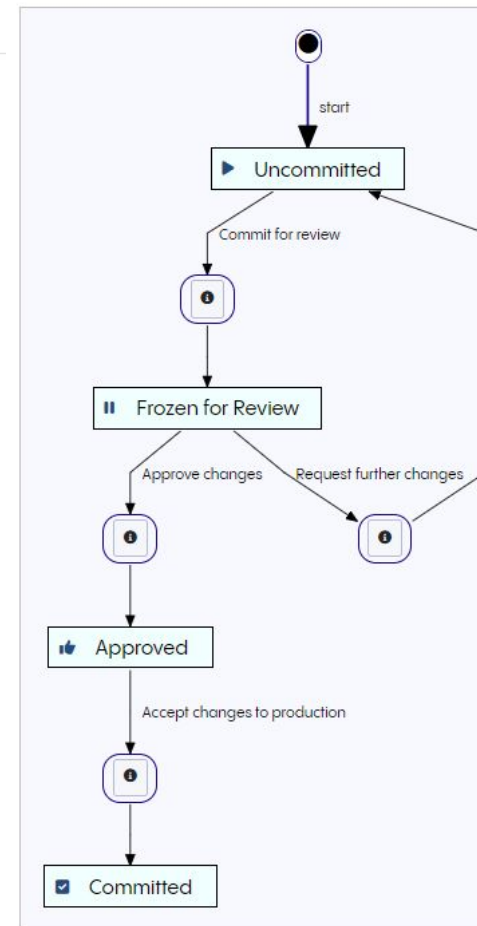 start
Uncommitted
Commit for review
Frozen for Review
Approve changes
Request further changes
Approved
Accept changes to production
Committed